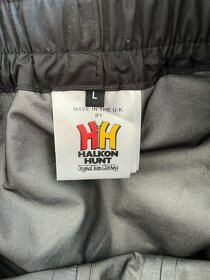 L
MADE IN THE U.K
BY
HH
HALKON
HUNT
Original Team Clothing